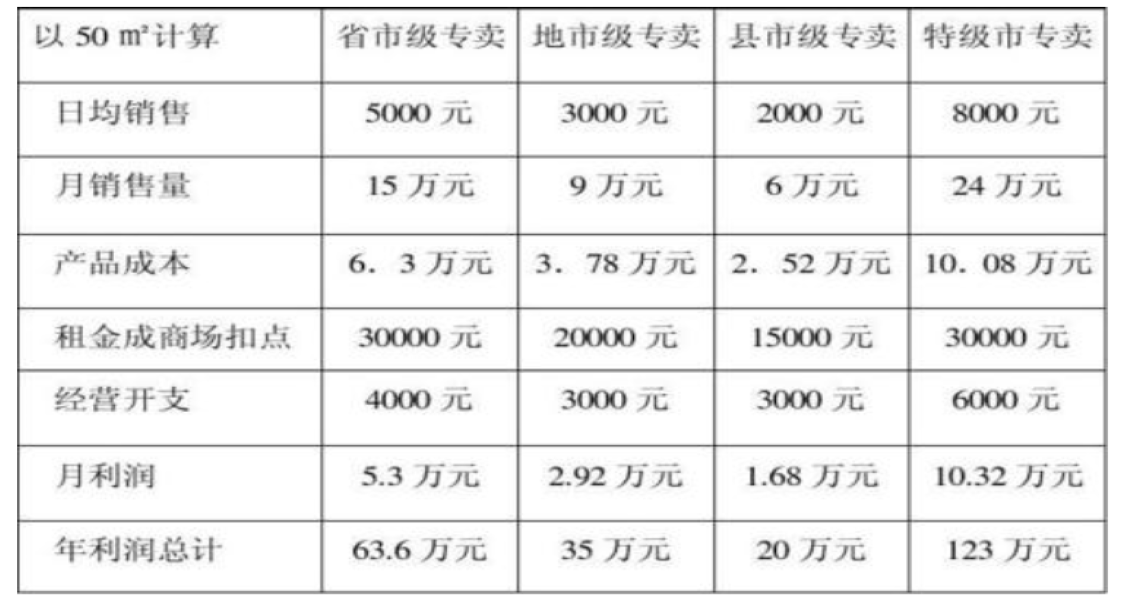 以 50 ㎡计算 省市级专卖 地市级专卖 县市级专卖 特级市专卖
日均销售 5000 元 3000 元 2000 元 8000 元
月销售量 15 万元 9 万元 6 万元 24 万元
产品成本 6．3 万元 3．78 万元 2．52 万元 10．08 万元
租金成商场扣点 30000 元 20000 元 15000 元 30000 元
经营开支 4000 元 3000 元 3000 元 6000 元
月利润 5.3 万元 2.92 万元 1.68 万元 10.32 万元
年利润总计 63.6 万元 35 万元 20 万元 123 万元